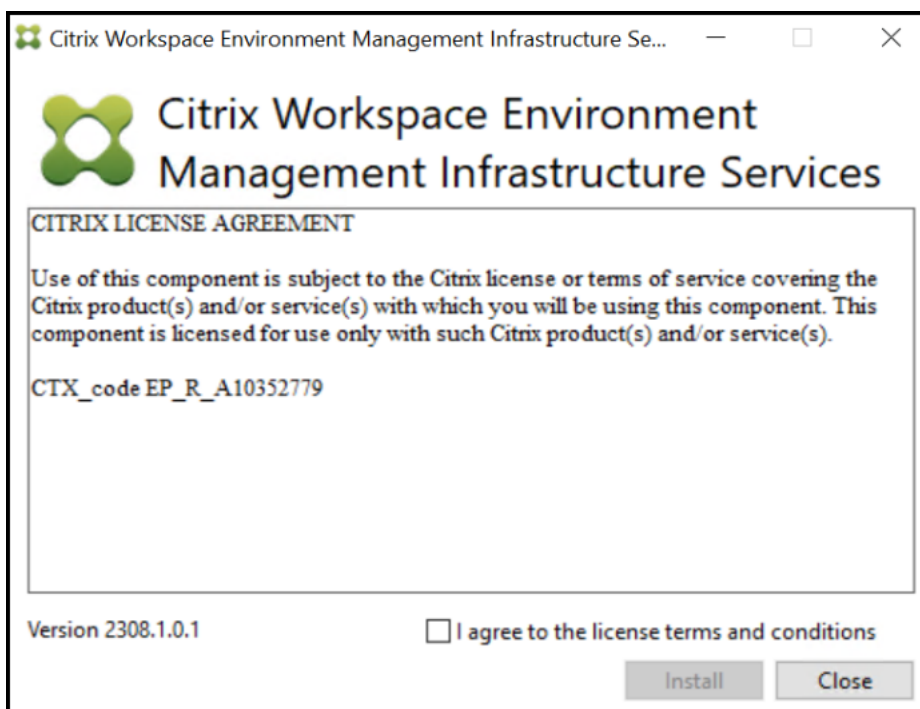 Citrix Workspace Environment Management Infrastructure Se...
Citrix Workspace Environment
Management Infrastructure Services
CITRIX LICENSE AGREEMENT
Use of this component is subject to the Citrix license or terms of service covering the
Citrix product(s) and/or service(s) with which you will be using this component. This
component is licensed for use only with such Citrix product(s) and/or service(s).
CTX_code EP_R_A10352779
Version 2308.1.0.1
I agree to the license terms and conditions
Install
Close